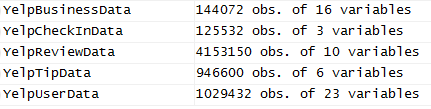 YelpBusinessData 144072 obs. of 16 variables
YelpCheckInData 125532 obs. of 3 variables
YelpReviewData 4153150 obs. of 10 variables
YelpTipData 946600 obs. of 6 variables
YelpUserData 1029432 obs. of 23 variables